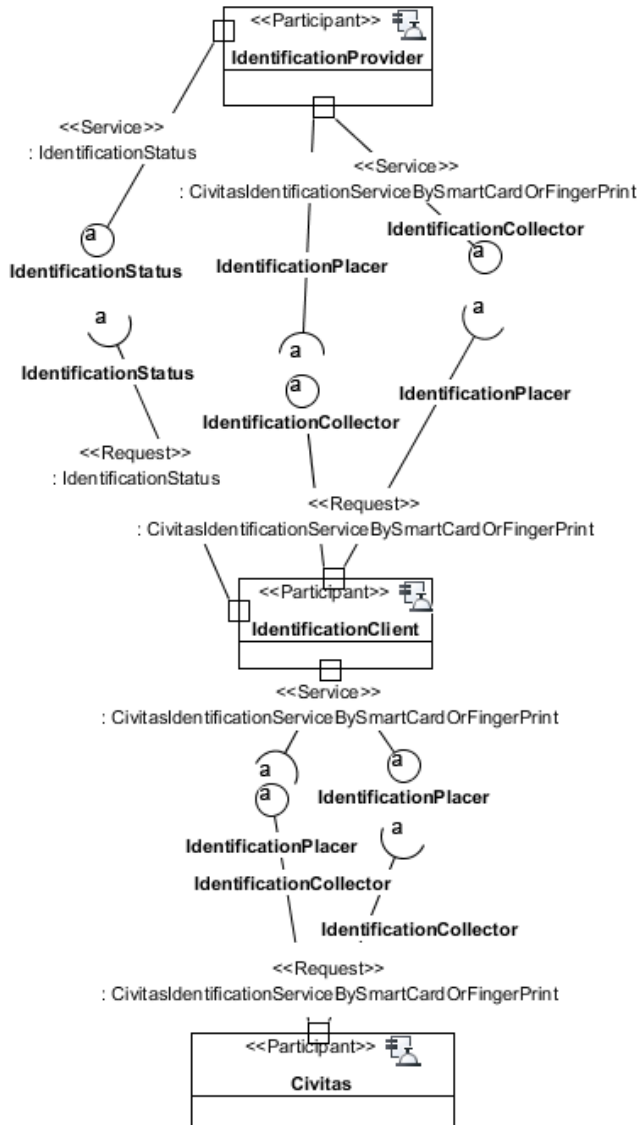 <<Participant>>
IdentificationProvider
<<Service>>
: IdentificationStatus
<<Service>>
: CivitasIdentificationServiceBySmartCardOrFingerPrint
IdentificationCollector
a
a
IdentificationStatus
IdentificationPlacer
a
a
a
IdentificationStatus
a
IdentificationPlacer
IdentificationCollector
<<Request>>
: IdentificationStatus
<<Request>>
: CivitasIdentificationServiceBySmartCardOrFingerPrint
<<Participant>>
IdentificationClient
<<Service>>
: CivitasIdentificationServiceBySmartCardOrFingerPrint
a
a
a
IdentificationPlacer
a
IdentificationPlacer
IdentificationCollector
IdentificationCollector
<<Request>>
: CivitasIdentificationServiceBySmartCardOrFingerPrint
<<Participant>>
Civitas